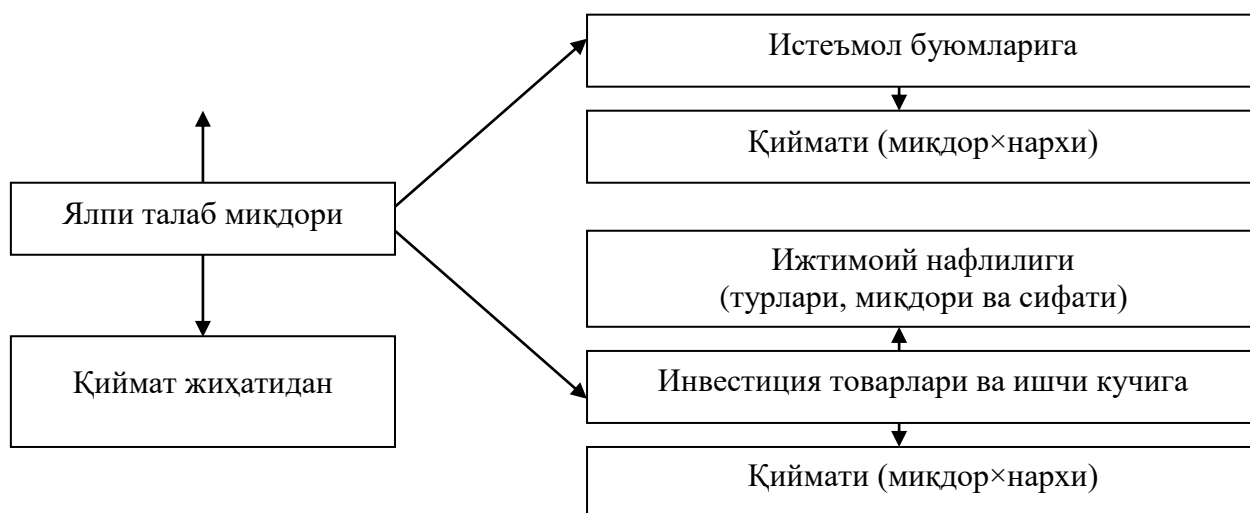 Истеъмол буюмларига
Қиймати (миқдор×нархи)
Ялпи талаб миқдори
Ижтимоий нафлилиги
(турлари, миқдори ва сифати)
Қиймат жиҳатидан
Инвестиция товарлари ва ишчи кучига
Қиймати (миқдор×нархи)